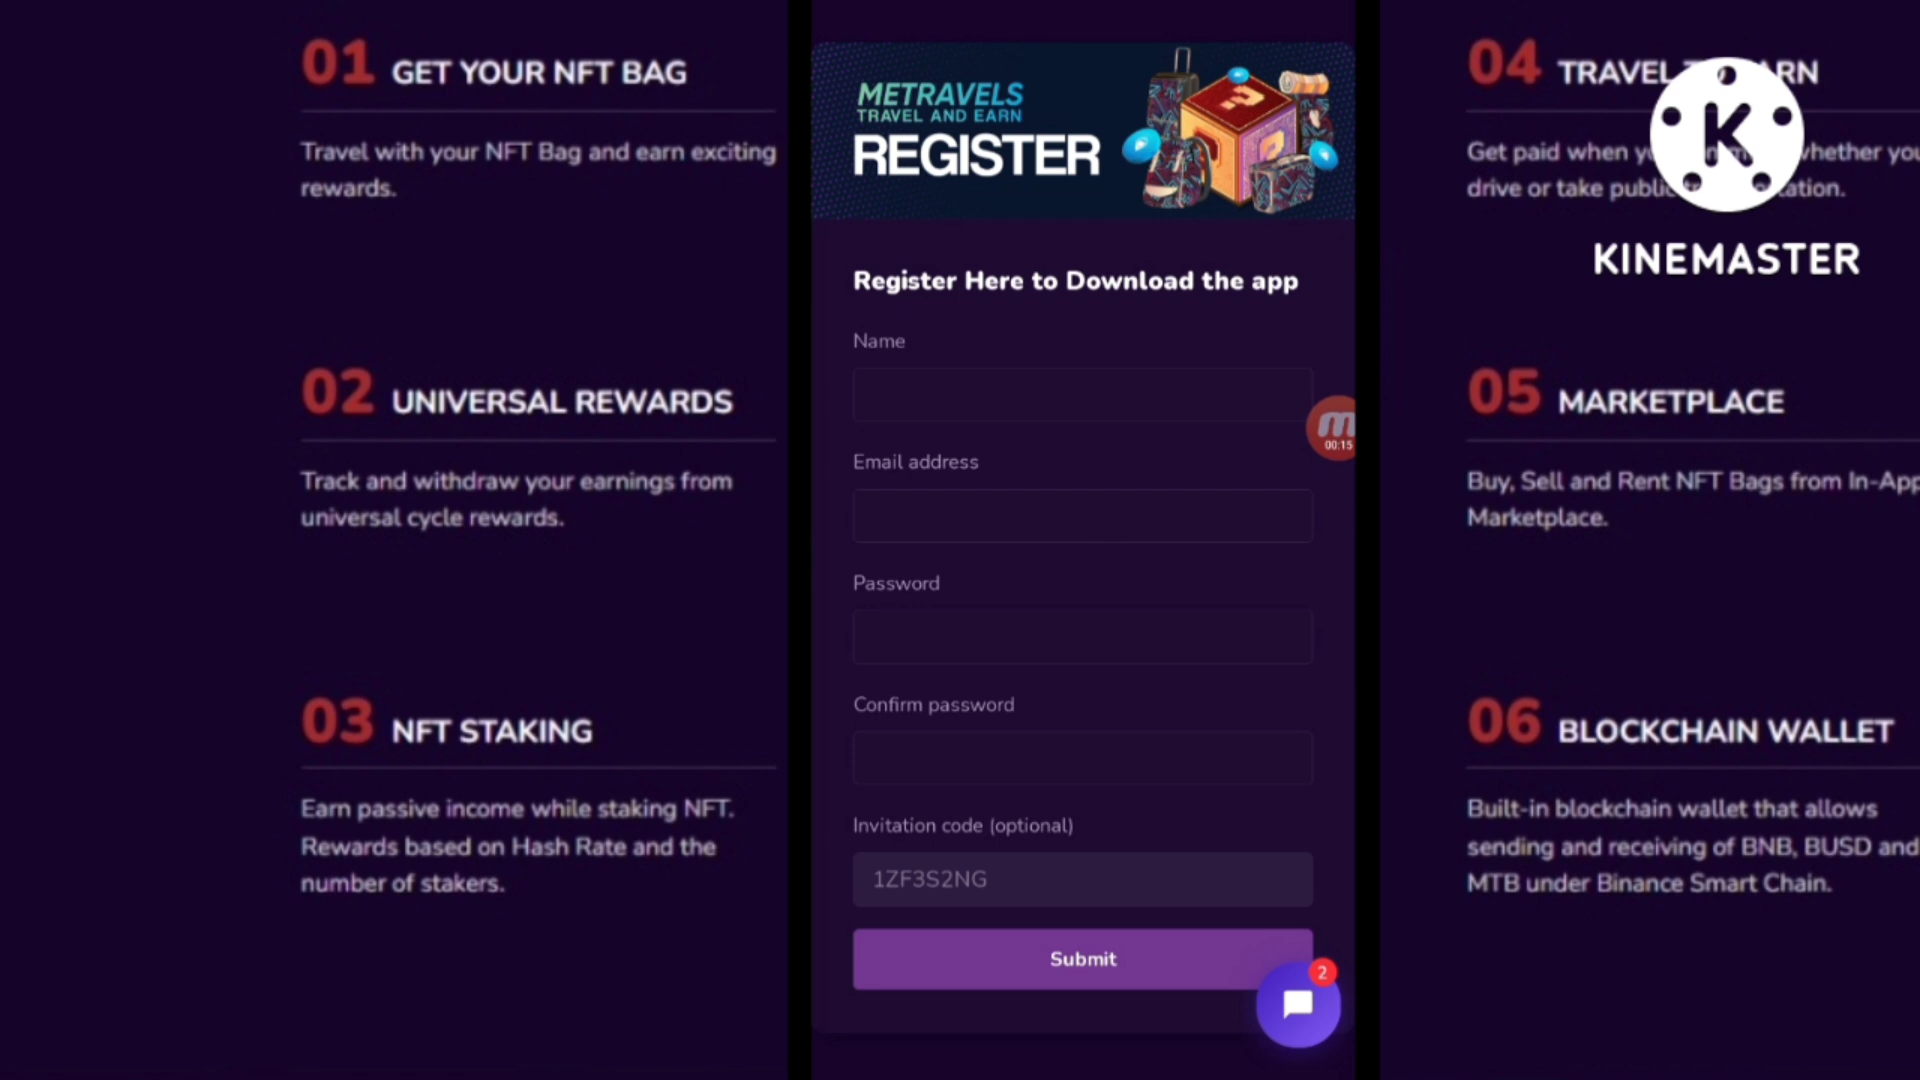 01 GET YOUR NFT BAG
Travel with your NFT Bag and earn exciting
rewards.
02 UNIVERSAL REWARDS
Track and withdraw your earnings from
universal cycle rewards.
03 NFT STAKING
Earn passive income while staking NFT.
Rewards based on Hash Rate and the
number of stakers.
METRAVELS
TRAVEL AND EARN
REGISTER
Register Here to Download the app
Name
Email address
Password
Confirm password
Invitation code (optional)
1ZF3S2NG
Submit
2
m
00:15
04 TRAVEL
Get paid when
drive or take public
K
KINEMASTER
05 MARKETPLACE
Buy, Sell and Rent NFT Bags from In-App
Marketplace.
06 BLOCKCHAIN WALLET
Built-in blockchain wallet that allows
sending and receiving of BNB, BUSD and
MTB under Binance Smart Chain.